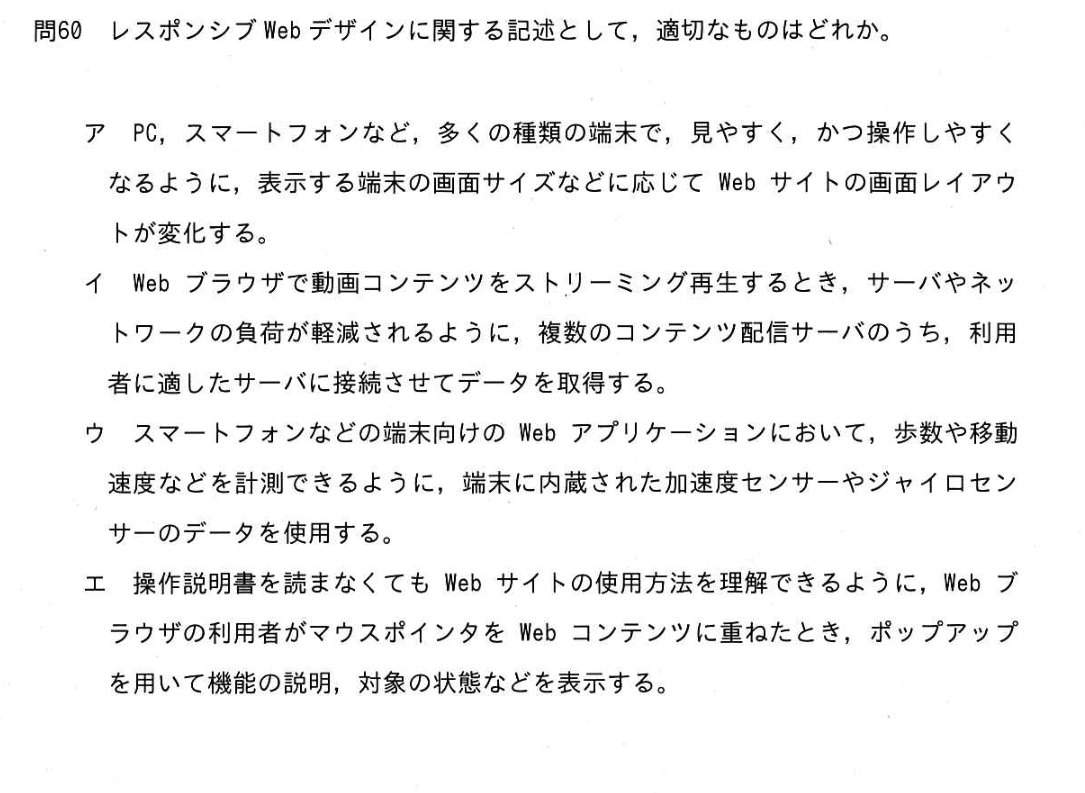 問60 レスポンシブ Web デザインに関する記述として，適切なものはどれか。
ア PC，スマートフォンなど，多くの種類の端末で，見やすく，かつ操作しやすく
なるように，表示する端末の画面サイズなどに応じて Web サイトの画面レイアウ
トが変化する。
イ Web ブラウザで動画コンテンツをストリーミング再生するとき，サーバやネッ
トワークの負荷が軽減されるように，複数のコンテンツ配信サーバのうち，利用
者に適したサーバに接続させてデータを取得する。
ウ スマートフォンなどの端末向けの Web アプリケーションにおいて，歩数や移動
速度などを計測できるように，端末に内蔵された加速度センサーやジャイロセン
サーのデータを使用する。
エ 操作説明書を読まなくても Web サイトの使用方法を理解できるように，Web ブ
ラウザの利用者がマウスポインタを Web コンテンツに重ねたとき，ポップアップ
を用いて機能の説明，対象の状態などを表示する。